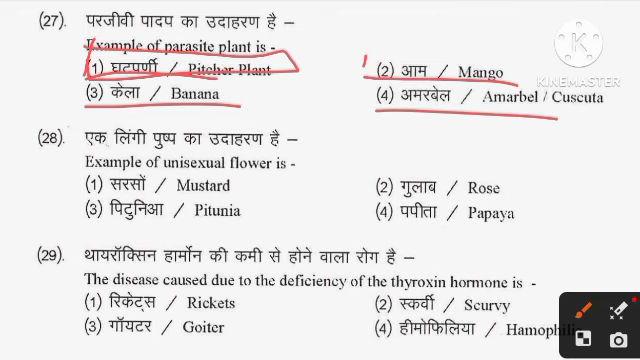 (27). परजीवी पादप का उदाहरण है –
Example of parasite plant is -
(1) घटपर्णी / Pitcher Plant
(2) आम / Mango
(3) केला / Banana
(4) अमरबेल / Amarbel / Cuscuta
(28). एक लिंगी पुष्प का उदाहरण है –
Example of unisexual flower is -
(1) सरसों / Mustard
(2) गुलाब / Rose
(3) पिटुनिआ / Pitunia
(4) पपीता / Papaya
(29). थायरॉक्सिन हार्मोन की कमी से होने वाला रोग है –
The disease caused due to the deficiency of the thyroxin hormone is -
(1) रिकेट्स / Rickets
(2) स्कर्वी / Scurvy
(3) गॉयटर / Goiter
(4) हीमोफिलिया / Hamophilia
KINEMASTER